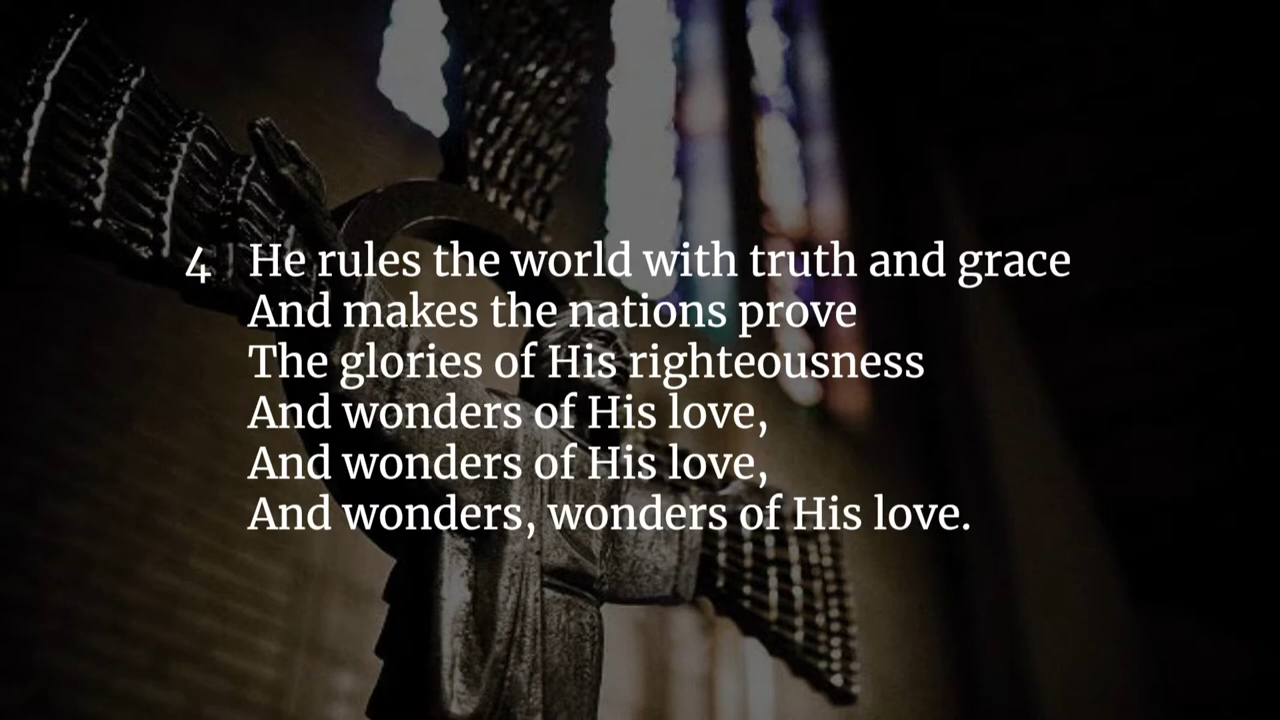 4 He rules the world with truth and grace
And makes the nations prove
The glories of His righteousness
And wonders of His love,
And wonders of His love,
And wonders, wonders of His love.